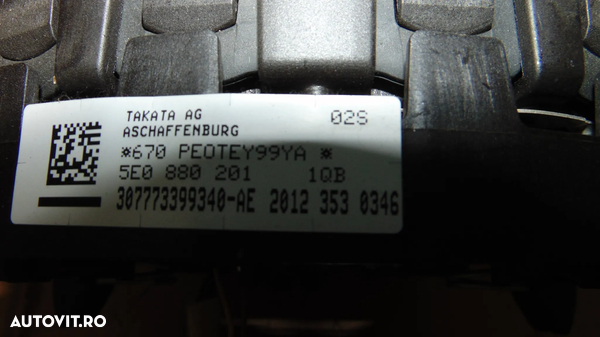 TAKATA AG 02S
ASCHAFFENBURG
*670 PEOTEY99YA *
5E0 880 201 1QB
307773399340-AE 2012 353 0346
AUTOVIT.RO